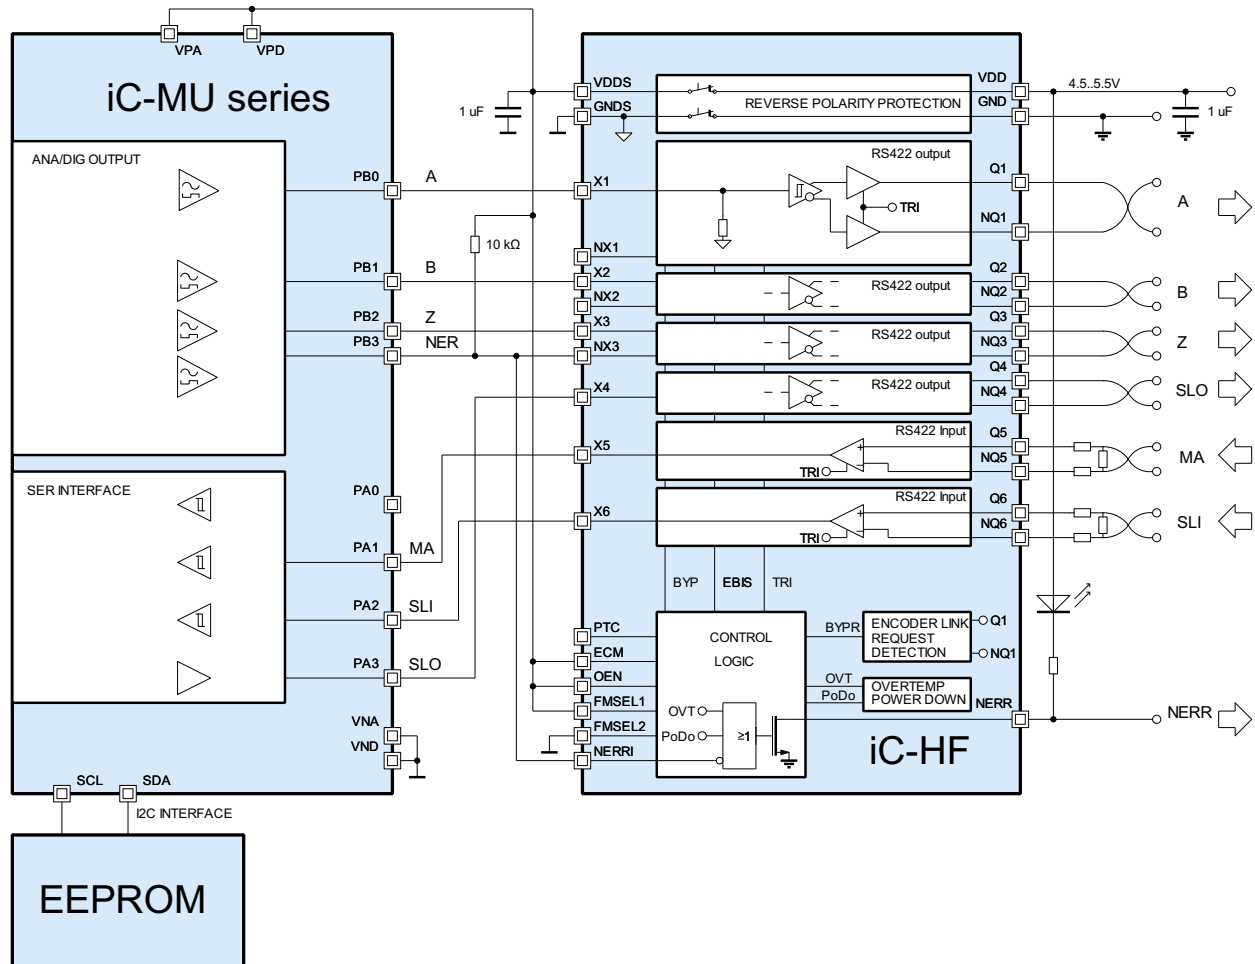 VPA
VPD
iC-MU series
ANA/DIG OUTPUT
PB0
A
PB1
B
PB2
Z
PB3
NER
SER INTERFACE
PA0
PA1
MA
PA2
SLI
PA3
SLO
VNA
VND
SCL
SDA
I2C INTERFACE
EEPROM
1 uF
10 kΩ
VDDS
GNDS
X1
NX1
X2
NX2
X3
NX3
X4
X5
X6
PTC
ECM
OEN
FMSEL1
FMSEL2
NERRI
REVERSE POLARITY PROTECTION
RS422 output
TRI
RS422 output
RS422 output
RS422 output
RS422 Input
TRI
RS422 Input
TRI
BYP
EBIS
TRI
CONTROL
LOGIC
OVT
PoDo
≥1
BYPR
ENCODER LINK
REQUEST
DETECTION
Q1
NQ1
OVT
PoDo
OVERTEMP
POWER DOWN
iC-HF
VDD
GND
Q1
NQ1
Q2
NQ2
Q3
NQ3
Q4
NQ4
Q5
NQ5
Q6
NQ6
NERR
4.5..5.5V
1 uF
A
B
Z
SLO
MA
SLI
NERR